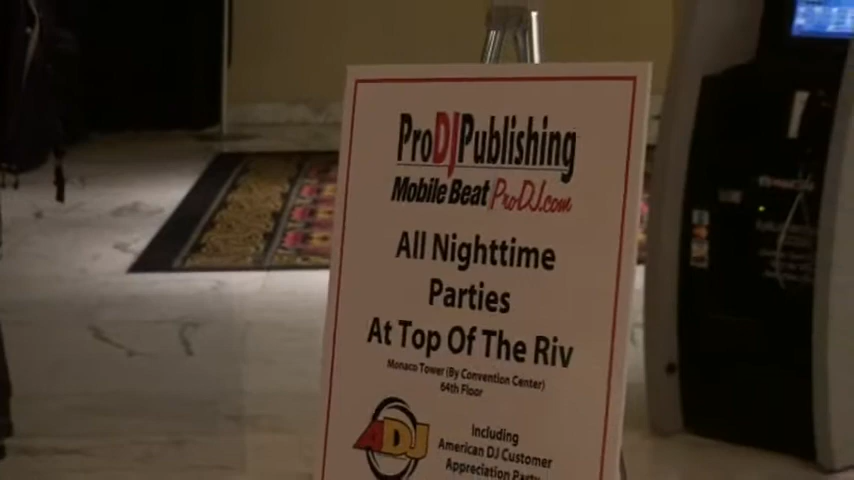 ProDJPublishing
Mobile Beat ProDJ.com
All Nighttime
Parties
At Top Of The Riv
Monaco Tower (By Convention Center)
64th Floor
ADJ
Including
American DJ Customer
Appreciation Party